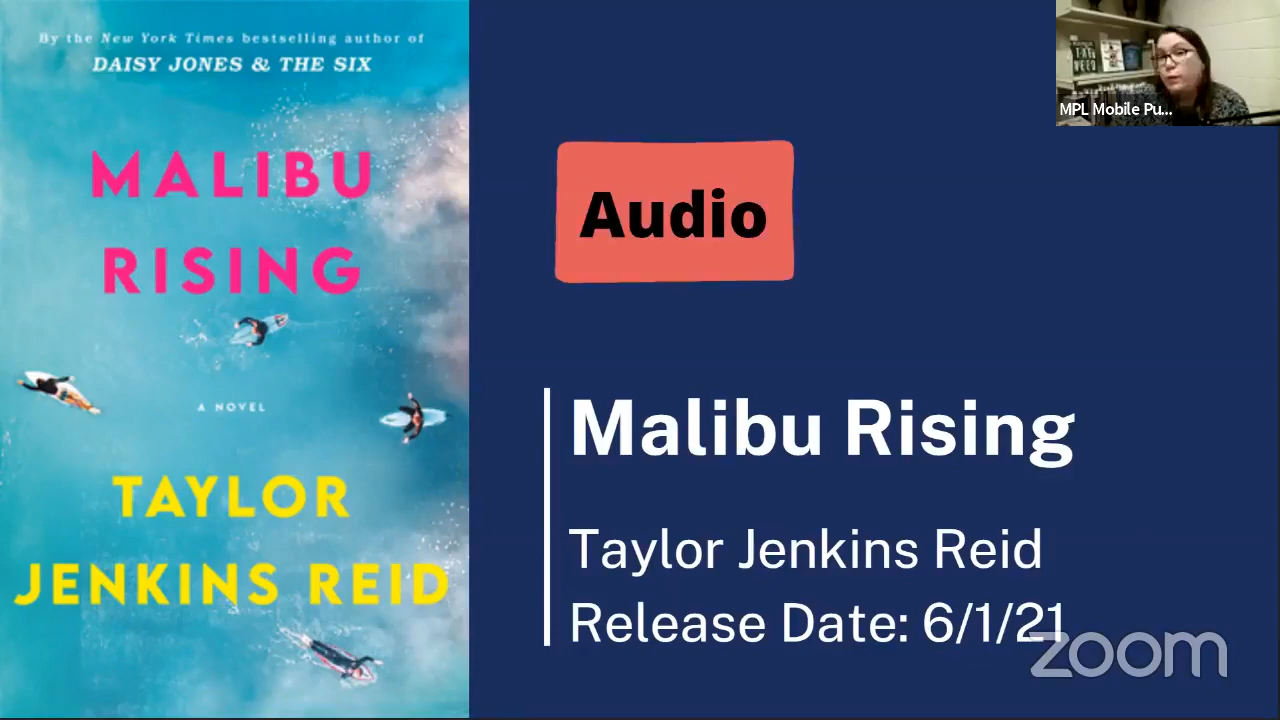 By the New York Times bestselling author of
DAISY JONES & THE SIX
MALIBU
RISING
A NOVEL
TAYLOR
JENKINS REID
Audio
Malibu Rising
Taylor Jenkins Reid
Release Date: 6/1/21
MPL Mobile Pu...
zoom